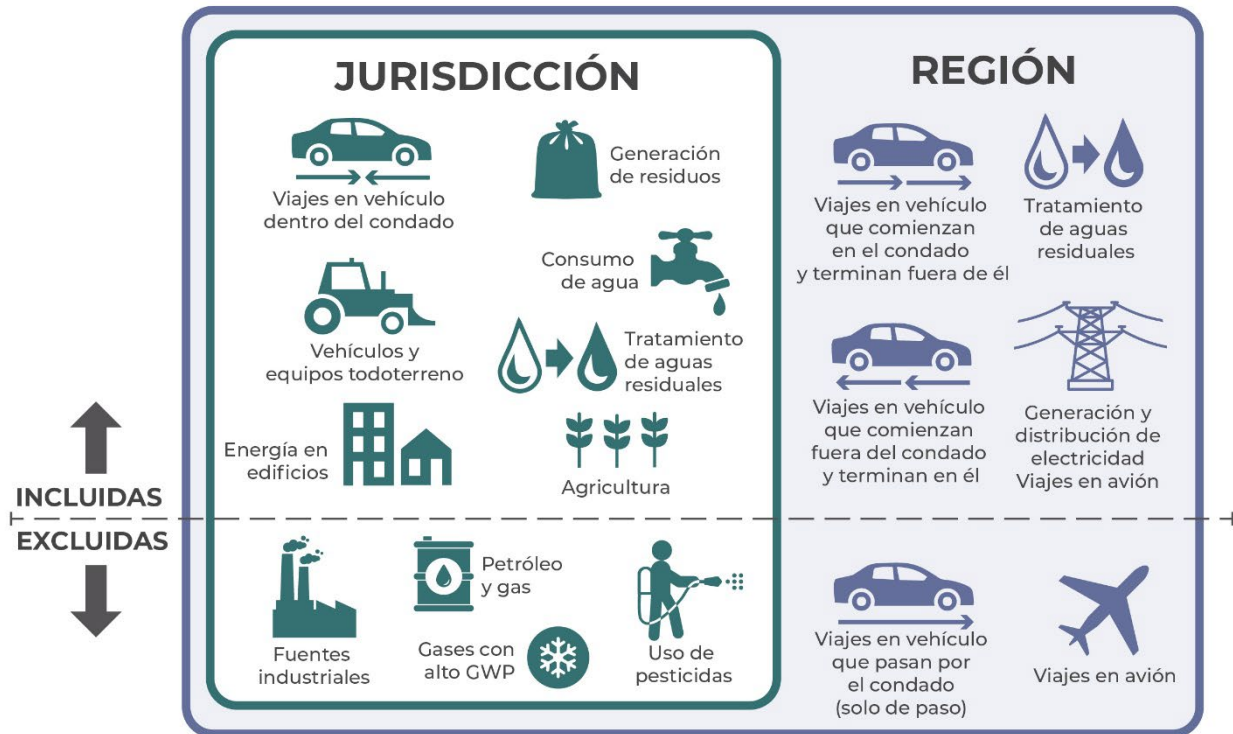 JURISDICCIÓN
Viajes en vehículo
dentro del condado
Generación
de residuos
Vehículos y
equipos todoterreno
Consumo
de agua
Tratamiento
de aguas
residuales
Energía en
edificios
Agricultura
REGIÓN
Viajes en vehículo
que comienzan
en el condado
y terminan fuera de él
Tratamiento
de aguas
residuales
Viajes en vehículo
que comienzan
fuera del condado
y terminan en él
Generación y
distribución de
electricidad
Viajes en avión
INCLUIDAS
EXCLUIDAS
Fuentes
industriales
Petróleo
y gas
Gases con
alto GWP
Uso de
pesticidas
Viajes en vehículo
que pasan por
el condado
(solo de paso)
Viajes en avión